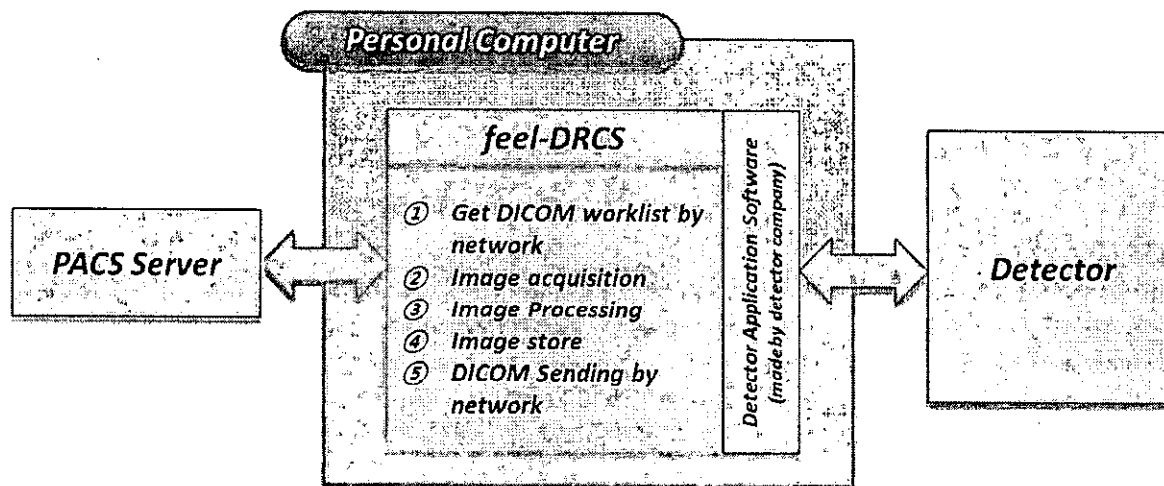 Personal Computer
feel-DRCS
① Get DICOM worklist by
network
② Image acquisition
③ Image Processing
④ Image store
⑤ DICOM Sending by
network
Detector Application Software
(made by detector company)
PACS Server
Detector